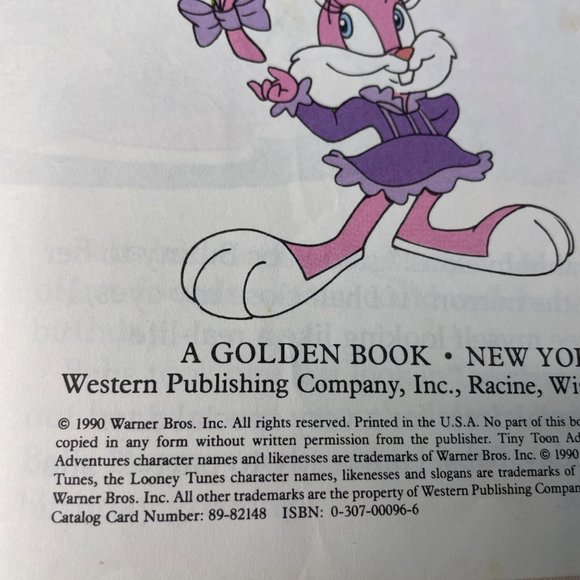 A GOLDEN BOOK • NEW YO
Western Publishing Company, Inc., Racine, Wi
© 1990 Warner Bros. Inc. All rights reserved. Printed in the U.S.A. No part of this bo
copied in any form without written permission from the publisher. Tiny Toon Ad
Adventures character names and likenesses are trademarks of Warner Bros. Inc. © 1990
Tunes, the Looney Tunes character names, likenesses and slogans are trademarks of
Warner Bros. Inc. All other trademarks are the property of Western Publishing Compan
Catalog Card Number: 89-82148 ISBN: 0-307-00096-6